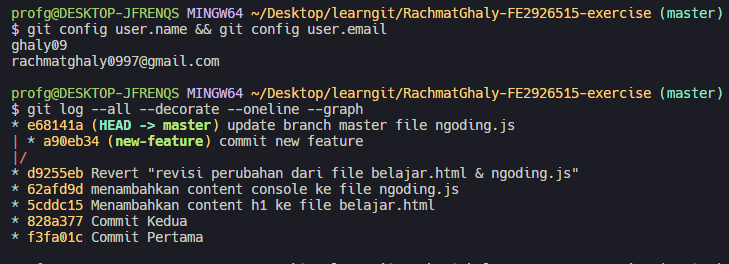 profg@DESKTOP-JFRENQS MINGW64 ~/Desktop/learngit/RachmatGhaly-FE2926515-exercise (master)
$ git config user.name && git config user.email
ghaly09
rachmatghaly0997@gmail.com
profg@DESKTOP-JFRENQS MINGW64 ~/Desktop/learngit/RachmatGhaly-FE2926515-exercise (master)
$ git log --all --decorate --oneline --graph
* e68141a (HEAD -> master) update branch master file ngoding.js
| * a90eb34 (new-feature) commit new feature
|/
* d9255eb Revert "revisi perubahan dari file belajar.html & ngoding.js"
* 62afd9d menambahkan content console ke file ngoding.js
* 5cddc15 Menambahkan content h1 ke file belajar.html
* 828a377 Commit Kedua
* f3fa01c Commit Pertama